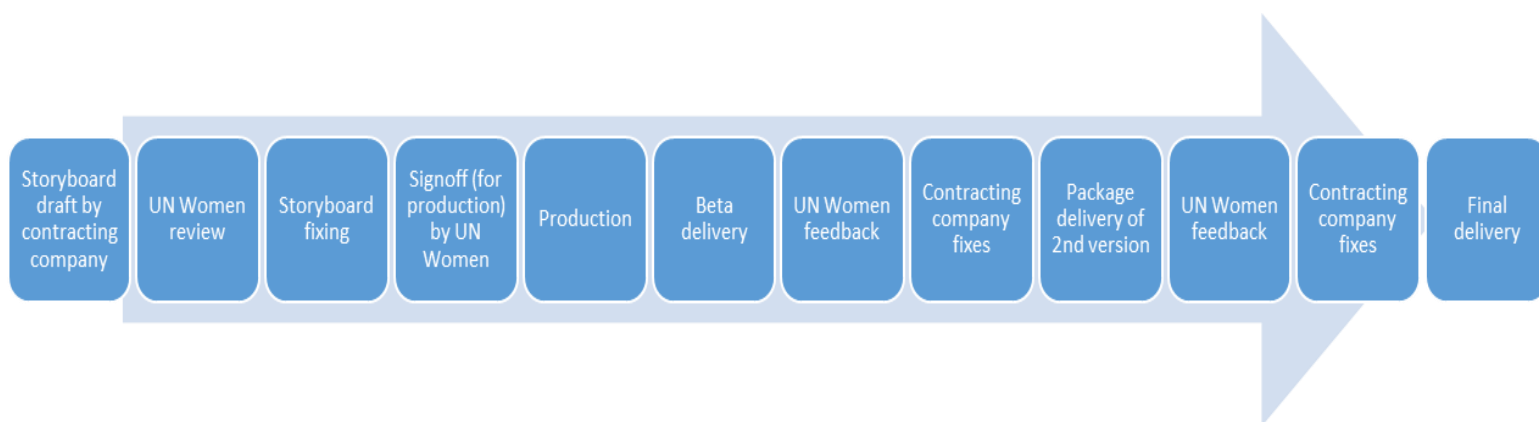 Storyboard
draft by
contracting
company
UN Women
review
Storyboard
fixing
Signoff (for
production)
by UN
Women
Production
Beta
delivery
UN Women
feedback
Contracting
company
fixes
Package
delivery of
2nd version
UN Women
feedback
Contracting
company
fixes
Final
delivery